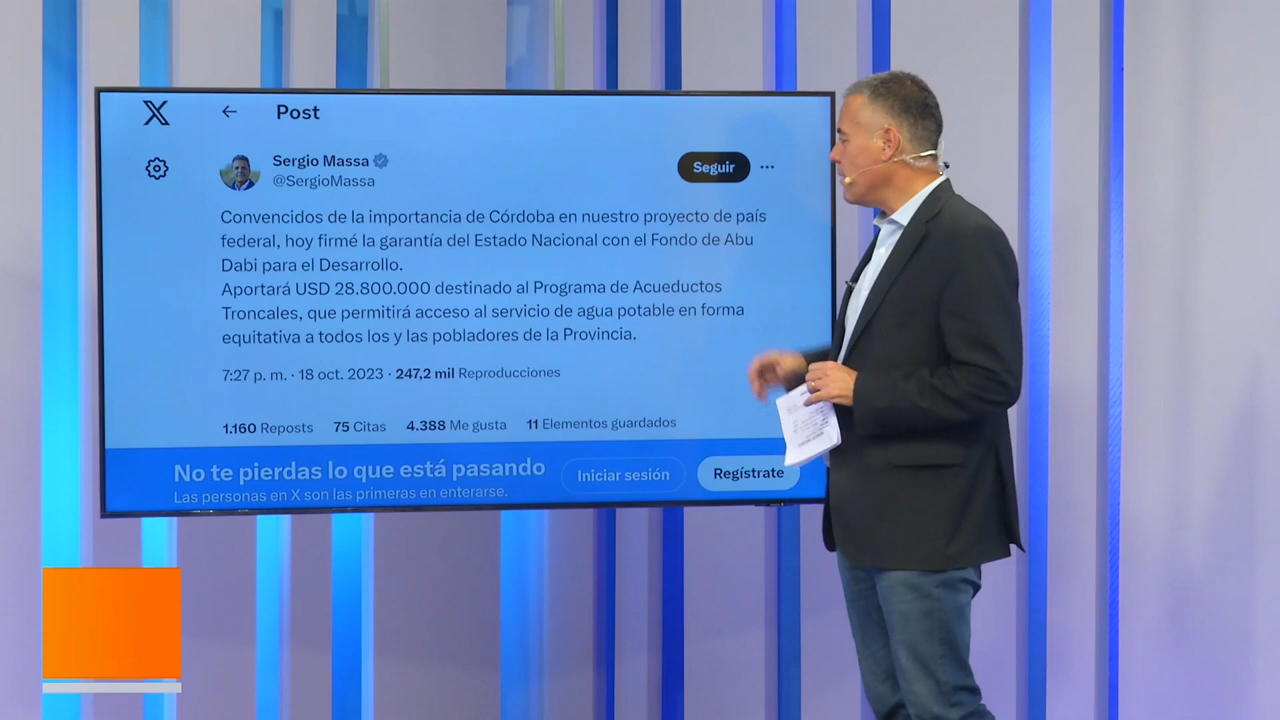 Post
Sergio Massa
@SergioMassa
Seguir
Convencidos de la importancia de Córdoba en nuestro proyecto de país
federal, hoy firmé la garantía del Estado Nacional con el Fondo de Abu
Dabi para el Desarrollo.
Aportará USD 28.800.000 destinado al Programa de Acueductos
Troncales, que permitirá acceso al servicio de agua potable en forma
equitativa a todos los y las pobladores de la Provincia.
7:27 p. m. · 18 oct. 2023 · 247,2 mil Reproducciones
1.160 Reposts 75 Citas 4.388 Me gusta 11 Elementos guardados
No te pierdas lo que está pasando
Las personas en X son las primeras en enterarse.
Iniciar sesión
Regístrate